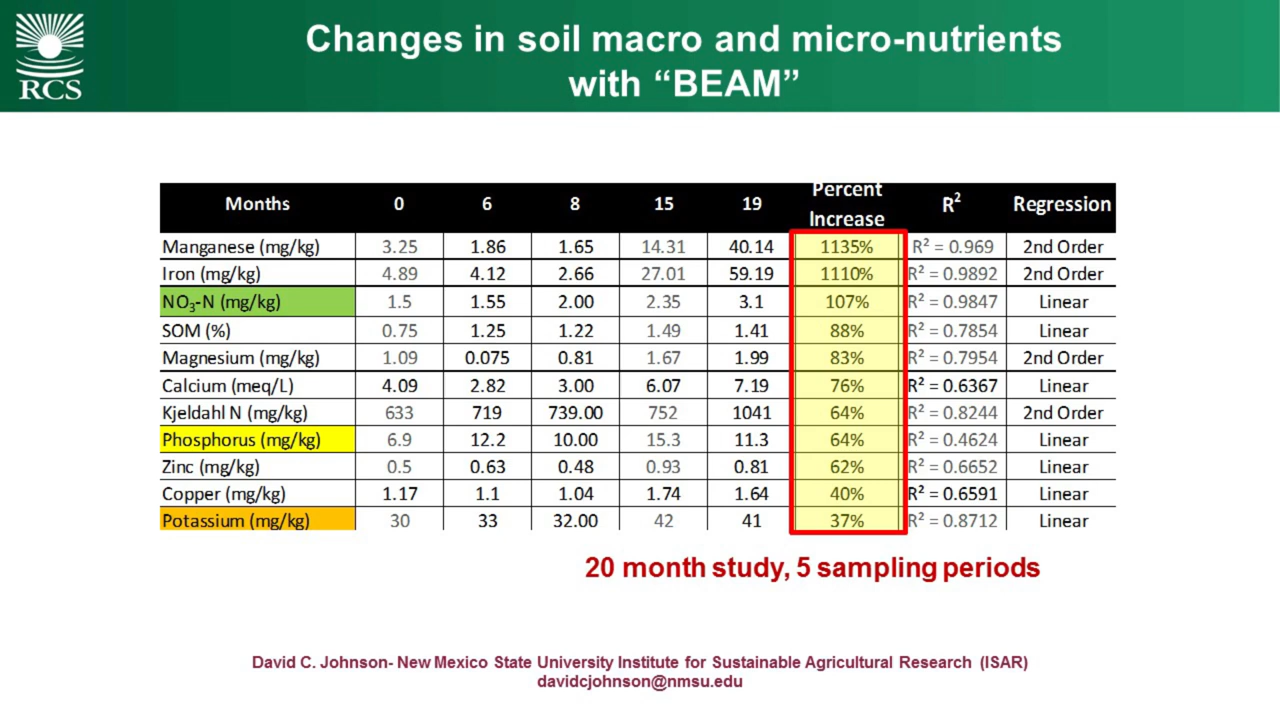 RCS
Changes in soil macro and micro-nutrients
with “BEAM”
Months 0 6 8 15 19 Percent Increase R² Regression
Manganese (mg/kg) 3.25 1.86 1.65 14.31 40.14 1135% R² = 0.969 2nd Order
Iron (mg/kg) 4.89 4.12 2.66 27.01 59.19 1110% R² = 0.9892 2nd Order
NO₃-N (mg/kg) 1.5 1.55 2.00 2.35 3.1 107% R² = 0.9847 Linear
SOM (%) 0.75 1.25 1.22 1.49 1.41 88% R² = 0.7854 Linear
Magnesium (mg/kg) 1.09 0.075 0.81 1.67 1.99 83% R² = 0.7954 2nd Order
Calcium (meq/L) 4.09 2.82 3.00 6.07 7.19 76% R² = 0.6367 Linear
Kjeldahl N (mg/kg) 633 719 739.00 752 1041 64% R² = 0.8244 2nd Order
Phosphorus (mg/kg) 6.9 12.2 10.00 15.3 11.3 64% R² = 0.4624 Linear
Zinc (mg/kg) 0.5 0.63 0.48 0.93 0.81 62% R² = 0.6652 Linear
Copper (mg/kg) 1.17 1.1 1.04 1.74 1.64 40% R² = 0.6591 Linear
Potassium (mg/kg) 30 33 32.00 42 41 37% R² = 0.8712 Linear
20 month study, 5 sampling periods
David C. Johnson- New Mexico State University Institute for Sustainable Agricultural Research (ISAR)
davidcjohnson@nmsu.edu